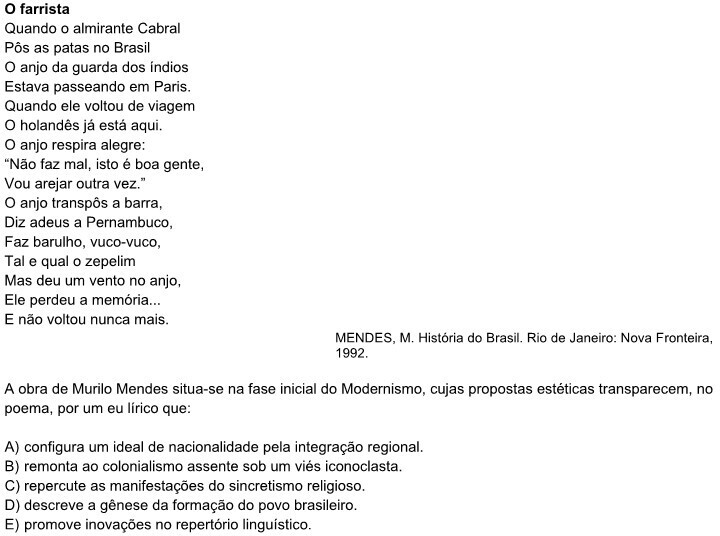 O farrista
Quando o almirante Cabral
Pôs as patas no Brasil
O anjo da guarda dos índios
Estava passeando em Paris.
Quando ele voltou de viagem
O holandês já está aqui.
O anjo respira alegre:
“Não faz mal, isto é boa gente,
Vou arejar outra vez.”
O anjo transpôs a barra,
Diz adeus a Pernambuco,
Faz barulho, vuco-vuco,
Tal e qual o zepelim
Mas deu um vento no anjo,
Ele perdeu a memória...
E não voltou nunca mais.
MENDES, M. História do Brasil. Rio de Janeiro: Nova Fronteira,
1992.
A obra de Murilo Mendes situa-se na fase inicial do Modernismo, cujas propostas estéticas transparecem, no
poema, por um eu lírico que:
A) configura um ideal de nacionalidade pela integração regional.
B) remonta ao colonialismo assente sob um viés iconoclasta.
C) repercute as manifestações do sincretismo religioso.
D) descreve a gênese da formação do povo brasileiro.
E) promove inovações no repertório linguístico.